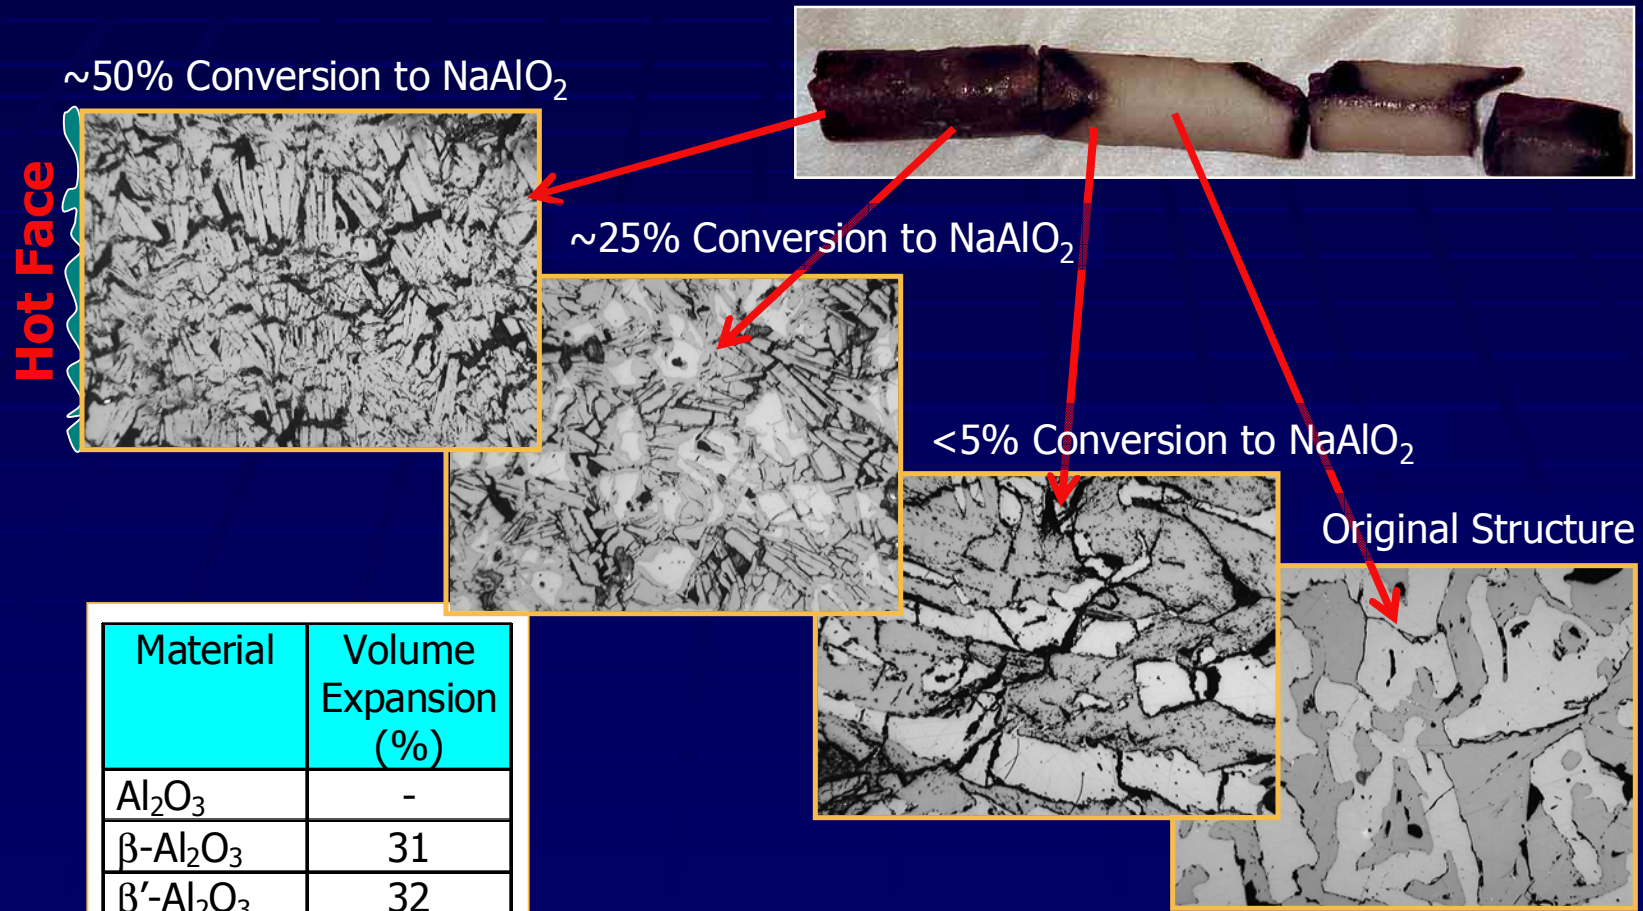 ~50% Conversion to NaAlO₂
Hot Face
~25% Conversion to NaAlO₂
<5% Conversion to NaAlO₂
Original Structure
Material Volume
Expansion
(%)
Al₂O₃ -
β-Al₂O₃ 31
β’-Al₂O₃ 32